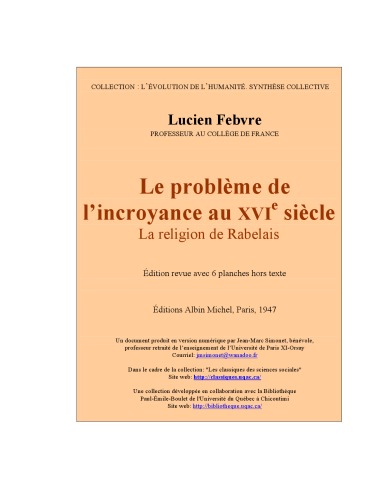 COLLECTION : L'ÉVOLUTION DE L'HUMANITÉ. SYNTHÈSE COLLECTIVE
Lucien Febvre
PROFESSEUR AU COLLÈGE DE FRANCE
Le problème de
l'incroyance au XVIe siècle
La religion de Rabelais
Édition revue avec 6 planches hors texte
Éditions Albin Michel, Paris, 1947
Un document produit en version numérique par Jean-Marc Simonet, bénévole,
professeur retraité de l'enseignement de l'Université de Paris XI-Orsay
Courriel: jmsimonet@wanadoo.fr
Dans le cadre de la collection: "Les classiques des sciences sociales"
Site web: http://classiques.uqac.ca/
Une collection développée en collaboration avec la Bibliothèque
Paul-Émile-Boulet de l'Université du Québec à Chicoutimi
Site web: http://bibliotheque.uqac.ca/